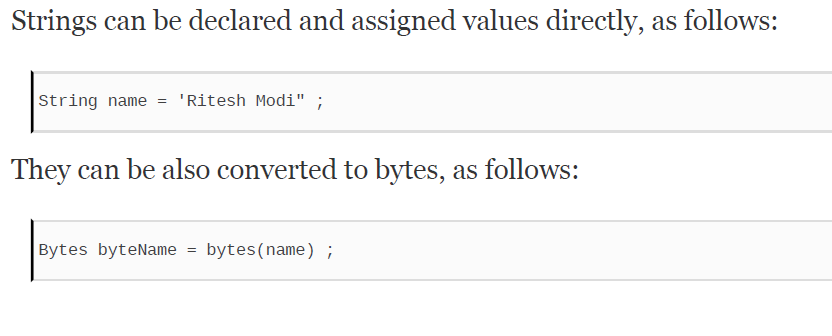 Strings can be declared and assigned values directly, as follows:
String name = 'Ritesh Modi" ;
They can be also converted to bytes, as follows:
Bytes byteName = bytes(name) ;